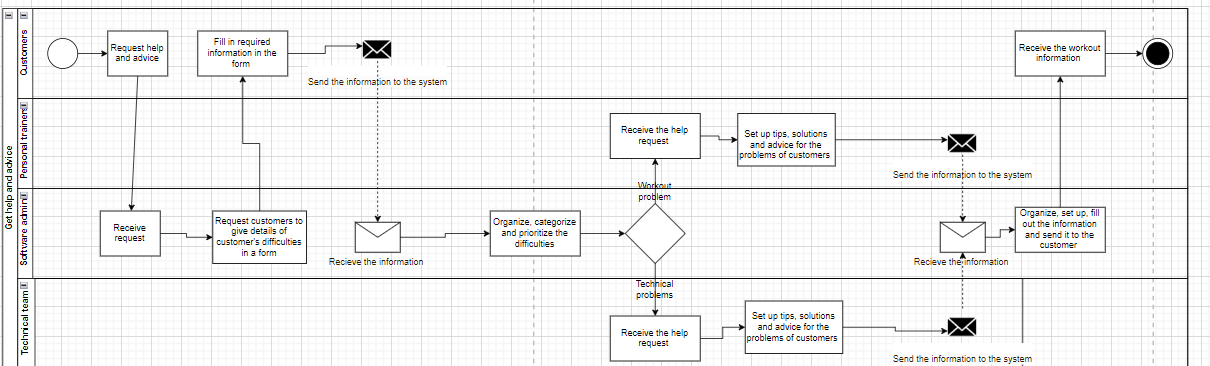 Get help and advice
Customers
Request help
and advice
Fill in required
information in the
form
Send the information to the system
Receive the workout
information
Personal trainers
Receive the help
request
Set up tips, solutions
and advice for the
problems of customers
Send the information to the system
Workout
problem
Software admin
Receive
request
Request customers to
give details of
customer's difficulties
in a form
Recieve the information
Organize, categorize
and prioritize the
difficulties
Recieve the information
Organize, set up, fill
out the information
and send it to the
customer
Technical
problems
Technical team
Receive the help
request
Set up tips, solutions
and advice for the
problems of customers
Send the information to the system